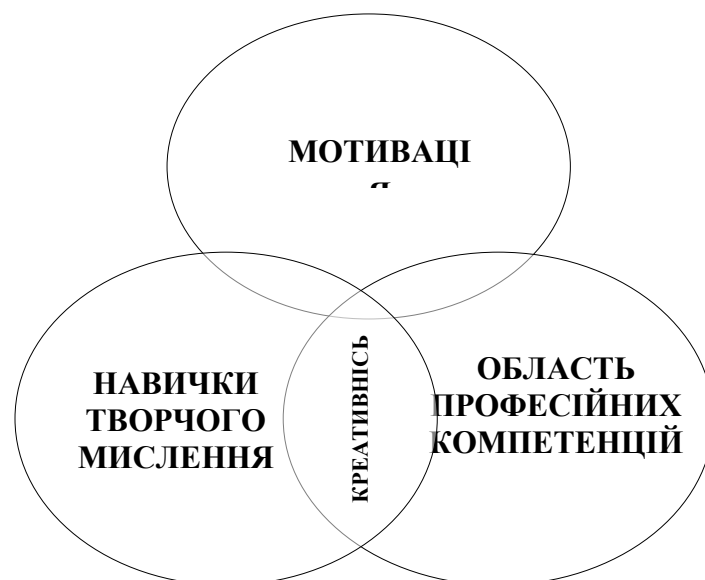 МОТИВАЦІ
Я
НАВИЧКИ
ТВОРЧОГО
МИСЛЕННЯ
КРЕАТИВНІСЬ
ОБЛАСТЬ
ПРОФЕСІЙНИХ
КОМПЕТЕНЦІЙ